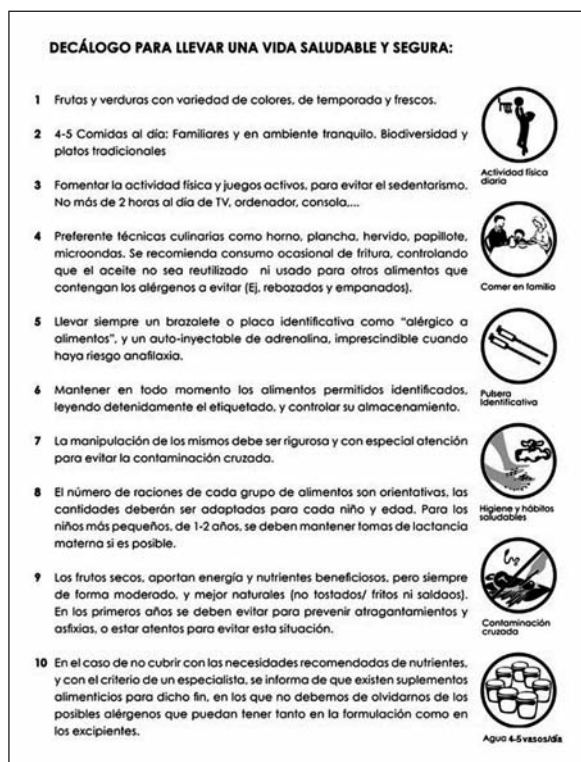 DECÁLOGO PARA LLEVAR UNA VIDA SALUDABLE Y SEGURA:
1 Frutas y verduras con variedad de colores, de temporada y frescos.
2 4-5 Comidas al día: Familiares y en ambiente tranquilo. Biodiversidad y
platos tradicionales
3 Fomentar la actividad física y juegos activos, para evitar el sedentarismo.
No más de 2 horas al día de TV, ordenador, consola,...
4 Preferente técnicas culinarias como horno, plancha, hervido, papillote,
microondas. Se recomienda consumo ocasional de fritura, controlando
que el aceite no sea reutilizado ni usado para otros alimentos que
contengan los alérgenos a evitar (Ej, rebozados y empanados).
5 Llevar siempre un brazalete o placa identificativa como "alérgico a
alimentos", y un auto-inyectable de adrenalina, imprescindible cuando
haya riesgo anafilaxia.
6 Mantener en todo momento los alimentos permitidos identificados,
leyendo detenidamente el etiquetado, y controlar su almacenamiento.
7 La manipulación de los mismos debe ser rigurosa y con especial atención
para evitar la contaminación cruzada.
8 El número de raciones de cada grupo de alimentos son orientativas, las
cantidades deberán ser adaptadas para cada niño y edad. Para los
niños más pequeños, de 1-2 años, se deben mantener tomas de lactancia
materna si es posible.
9 Los frutos secos, aportan energía y nutrientes beneficiosos, pero siempre
de forma moderado, y mejor naturales (no tostados/ fritos ni saldaos).
En los primeros años se deben evitar para prevenir atragantamientos y
asfixias, o estar atentos para evitar esta situación.
10 En el caso de no cubrir con las necesidades recomendadas de nutrientes,
y con el criterio de un especialista, se informa de que existen suplementos
alimenticios para dicho fin, en los que no debemos de olvidarnos de los
posibles alérgenos que puedan tener tanto en la formulación como en
los excipientes.
Actividad física
diaria
Comer en familia
Pulsera
Identificativa
Higiene y hábitos
saludables
Contaminación
cruzada
Agua 4-5 vasos/día